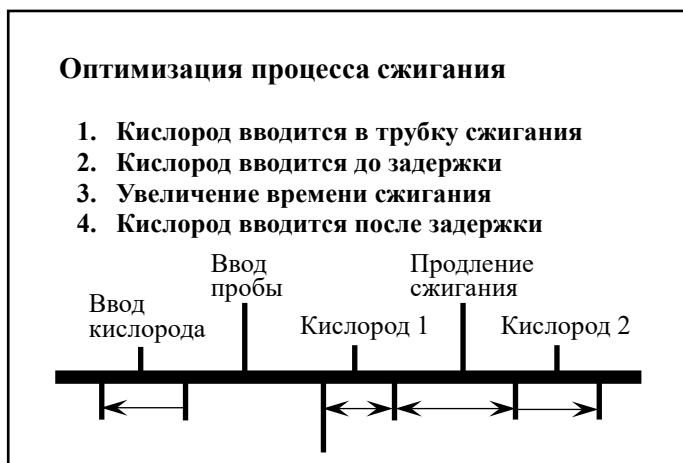 Оптимизация процесса сжигания
1. Кислород вводится в трубку сжигания
2. Кислород вводится до задержки
3. Увеличение времени сжигания
4. Кислород вводится после задержки
Ввод
кислорода
Ввод
пробы
Кислород 1
Продление
сжигания
Кислород 2